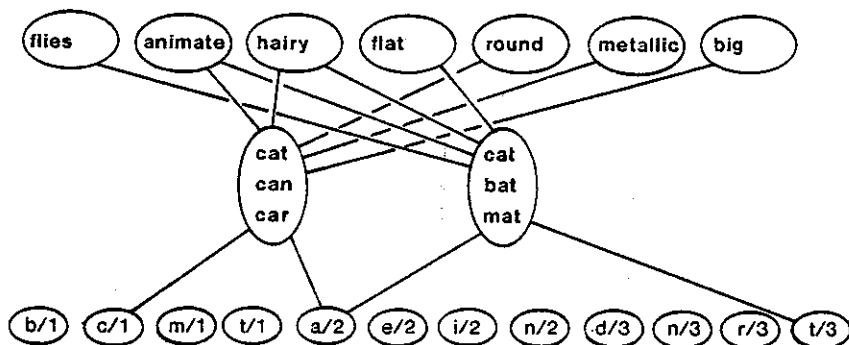 flies animate hairy flat round metallic big
cat cat
can bat
car mat
b/1 c/1 m/1 t/1 a/2 e/2 i/2 n/2 d/3 n/3 r/3 t/3